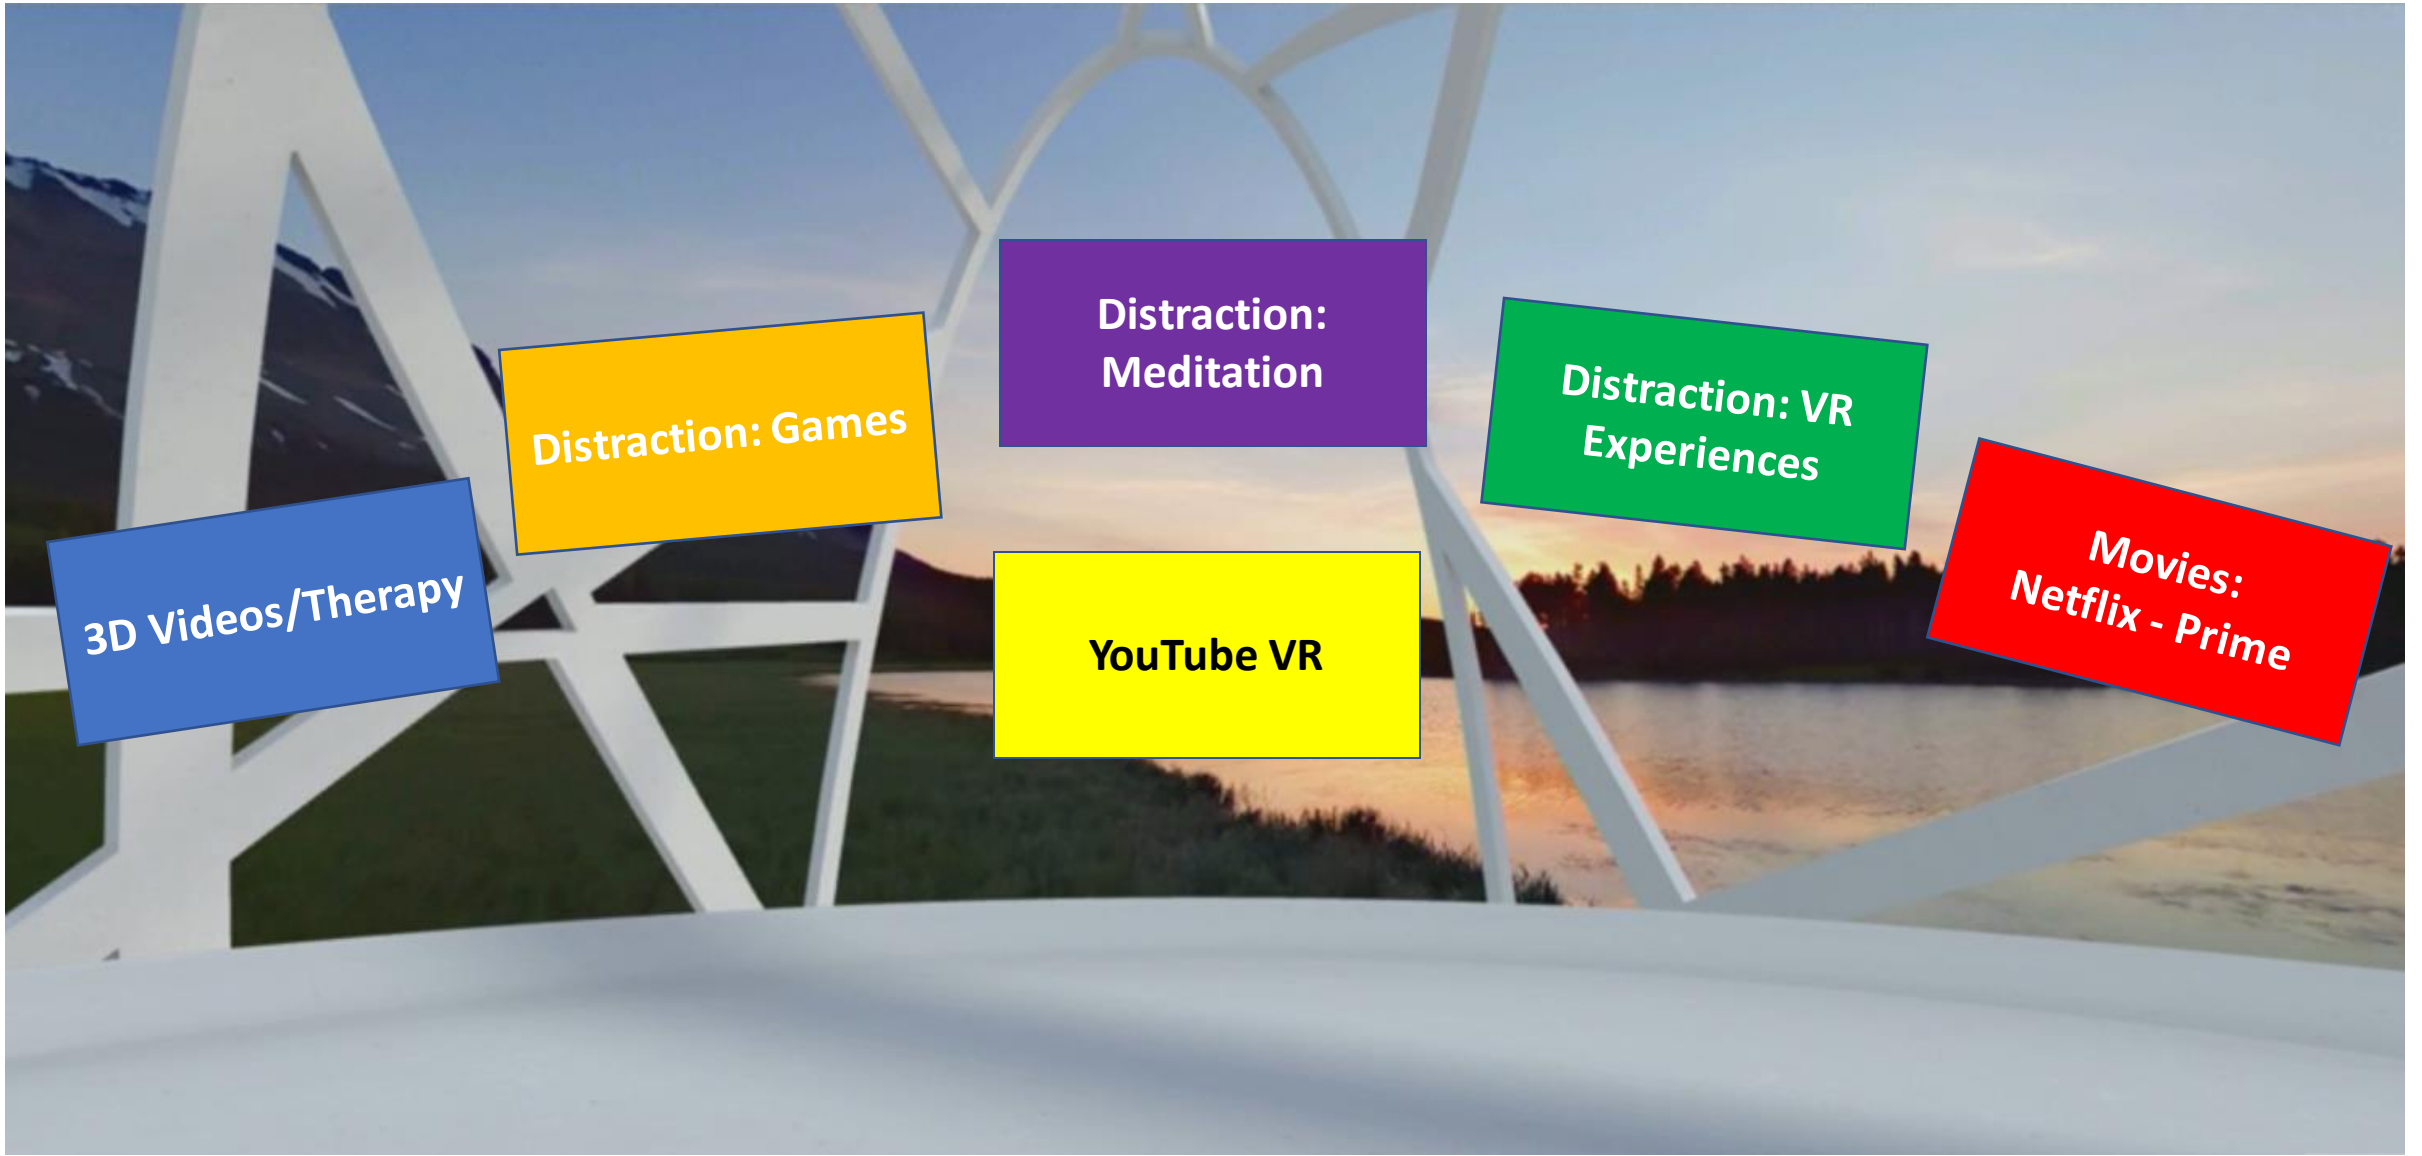 3D Videos/Therapy
Distraction: Games
Distraction:
Meditation
Distraction: VR
Experiences
Movies:
Netflix - Prime
YouTube VR